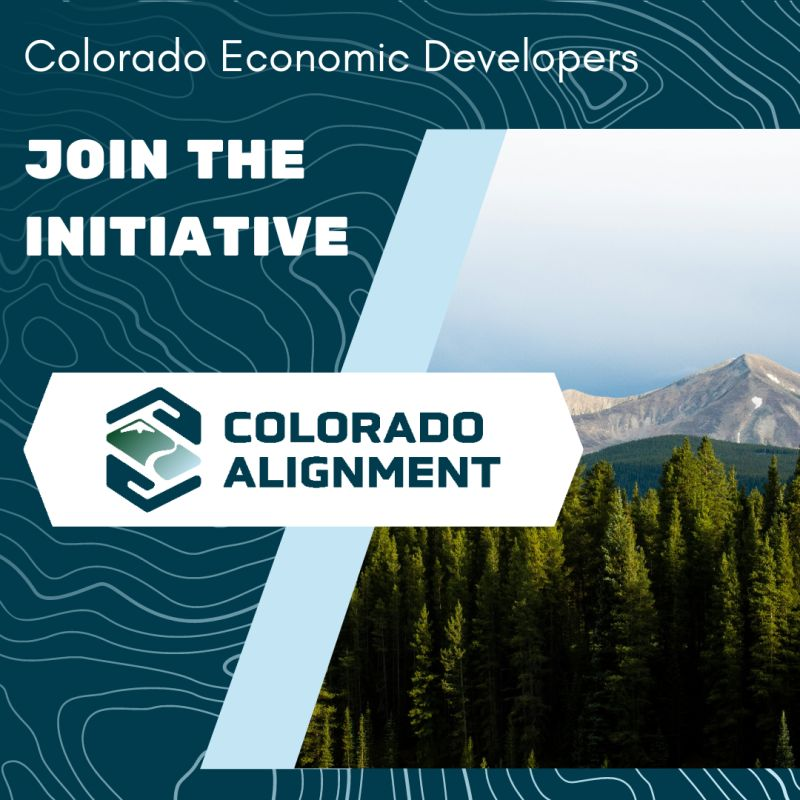 Colorado Economic Developers
JOIN THE
INITIATIVE
COLORADO
ALIGNMENT